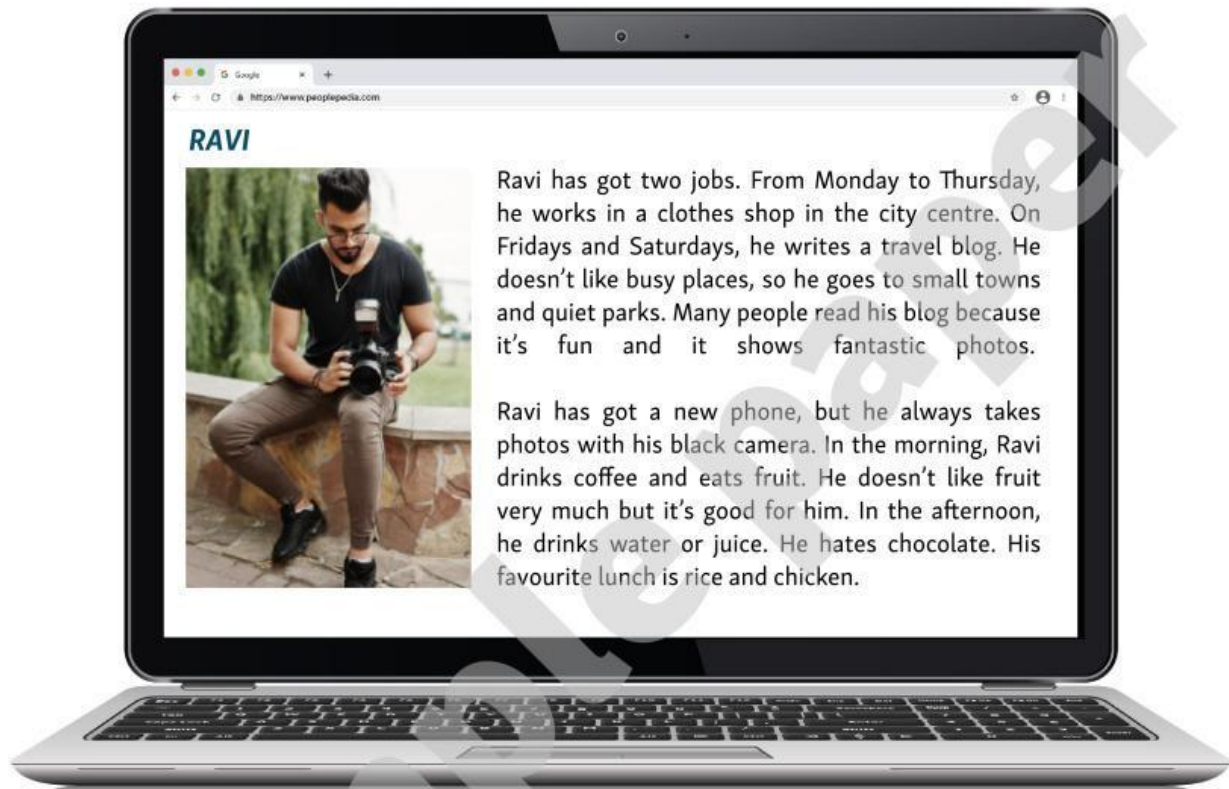 Google
https://www.peoplepedia.com
RAVI
Ravi has got two jobs. From Monday to Thursday,
he works in a clothes shop in the city centre. On
Fridays and Saturdays, he writes a travel blog. He
doesn't like busy places, so he goes to small towns
and quiet parks. Many people read his blog because
it's fun and it shows fantastic photos.
Ravi has got a new phone, but he always takes
photos with his black camera. In the morning, Ravi
drinks coffee and eats fruit. He doesn't like fruit
very much but it's good for him. In the afternoon,
he drinks water or juice. He hates chocolate. His
favourite lunch is rice and chicken.
ple paper